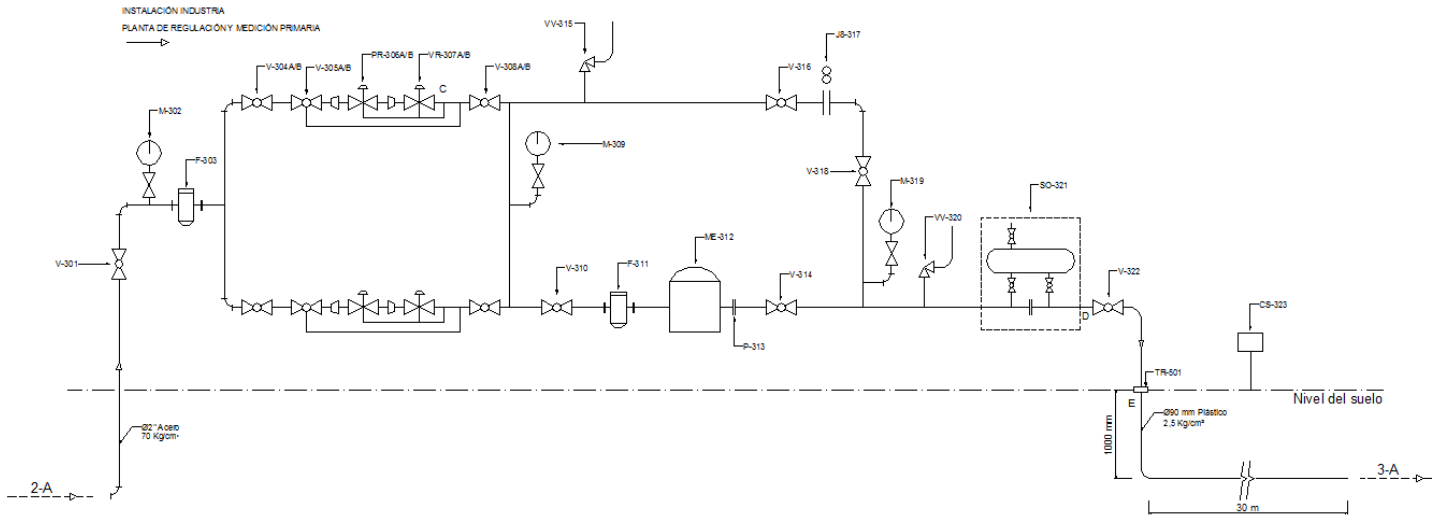 INSTALACIÓN INDUSTRIA
PLANTA DE REGULACIÓN Y MEDICIÓN PRIMARIA
VV-315
J8-317
PR-306A/B
VR-307A/B
V-304A/B
V-305A/B
V-308A/B
V-316
C
M-302
M-309
F-303
V-318
M-319
SO-321
VV-320
ME-312
V-301
V-310
F-311
V-314
V-322
CS-323
D
P-313
TR-501
E
Nivel del suelo
Ø2" Acero
70 Kg/cm²
Ø90 mm Plástico
2,5 Kg/cm²
1000 mm
2-A
3-A
30 m